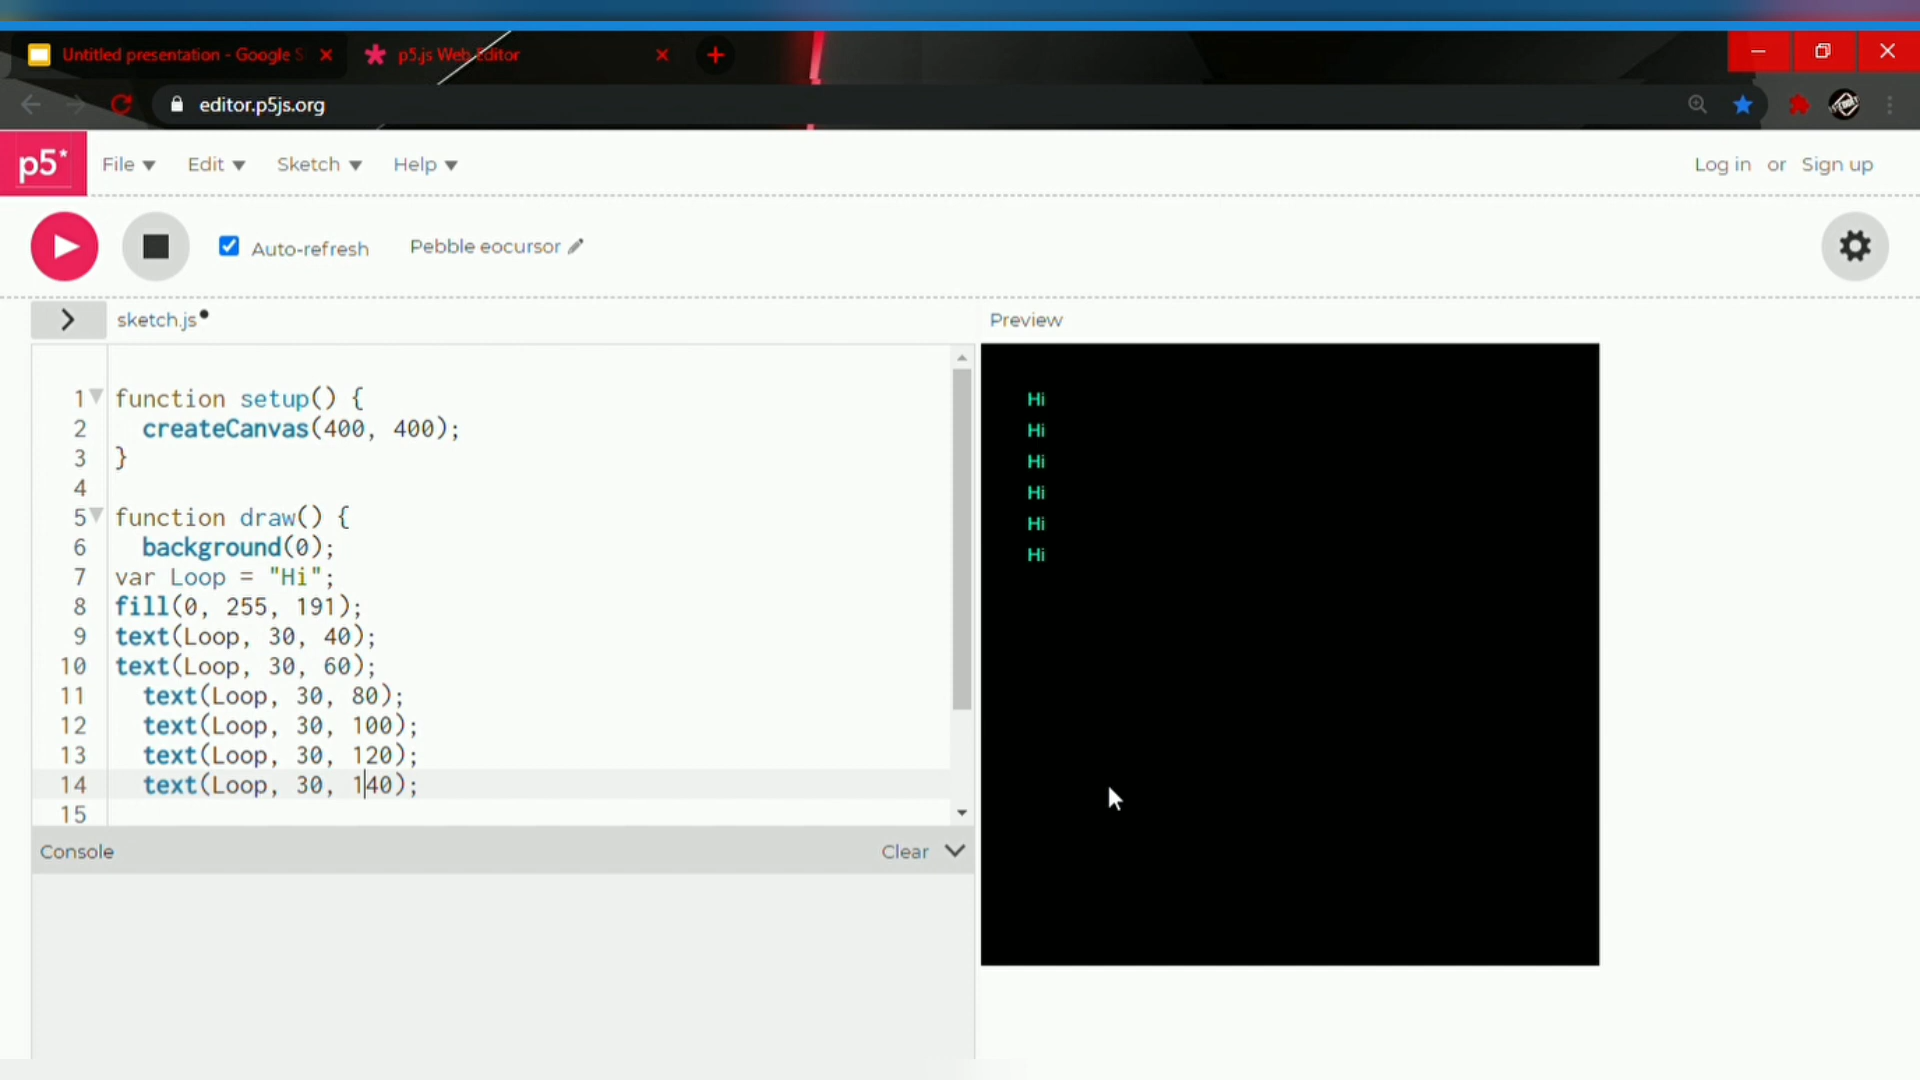 Untitled presentation - Google S
p5.js Web Editor
editor.p5js.org
p5*
File
Edit
Sketch
Help
Log in or Sign up
Auto-refresh
Pebble eocursor
sketch.js
Preview
1 function setup() {
2 createCanvas(400, 400);
3 }
4
5 function draw() {
6 background(0);
7 var Loop = "Hi";
8 fill(0, 255, 191);
9 text(Loop, 30, 40);
10 text(Loop, 30, 60);
11 text(Loop, 30, 80);
12 text(Loop, 30, 100);
13 text(Loop, 30, 120);
14 text(Loop, 30, 140);
15
Hi
Hi
Hi
Hi
Hi
Hi
Console
Clear